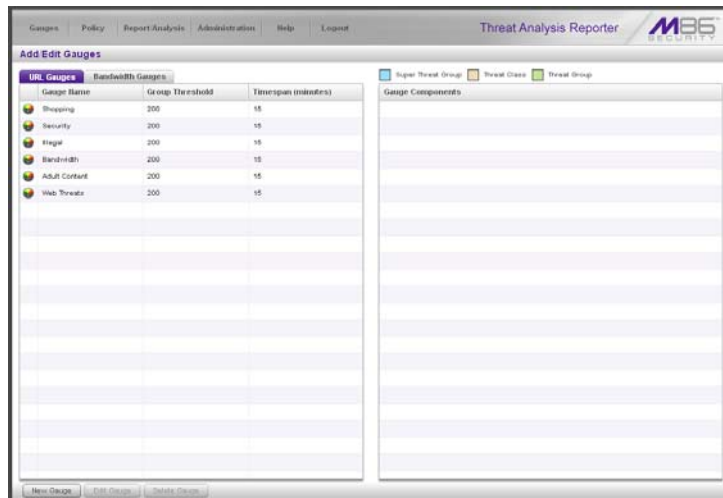 Gauges Policy Report/Analysis Administration Help Logout
Threat Analysis Reporter
M86 SECURITY
Add/Edit Gauges
URL Gauges Bandwidth Gauges
Gauge Name Group Threshold Timespan (minutes)
Shopping 200 15
Security 200 15
Illegal 200 15
Bandwidth 200 15
Adult Content 200 15
Web Threats 200 15
Super Threat Group Threat Class Threat Group
Gauge Components
New Gauge Edit Gauge Delete Gauge